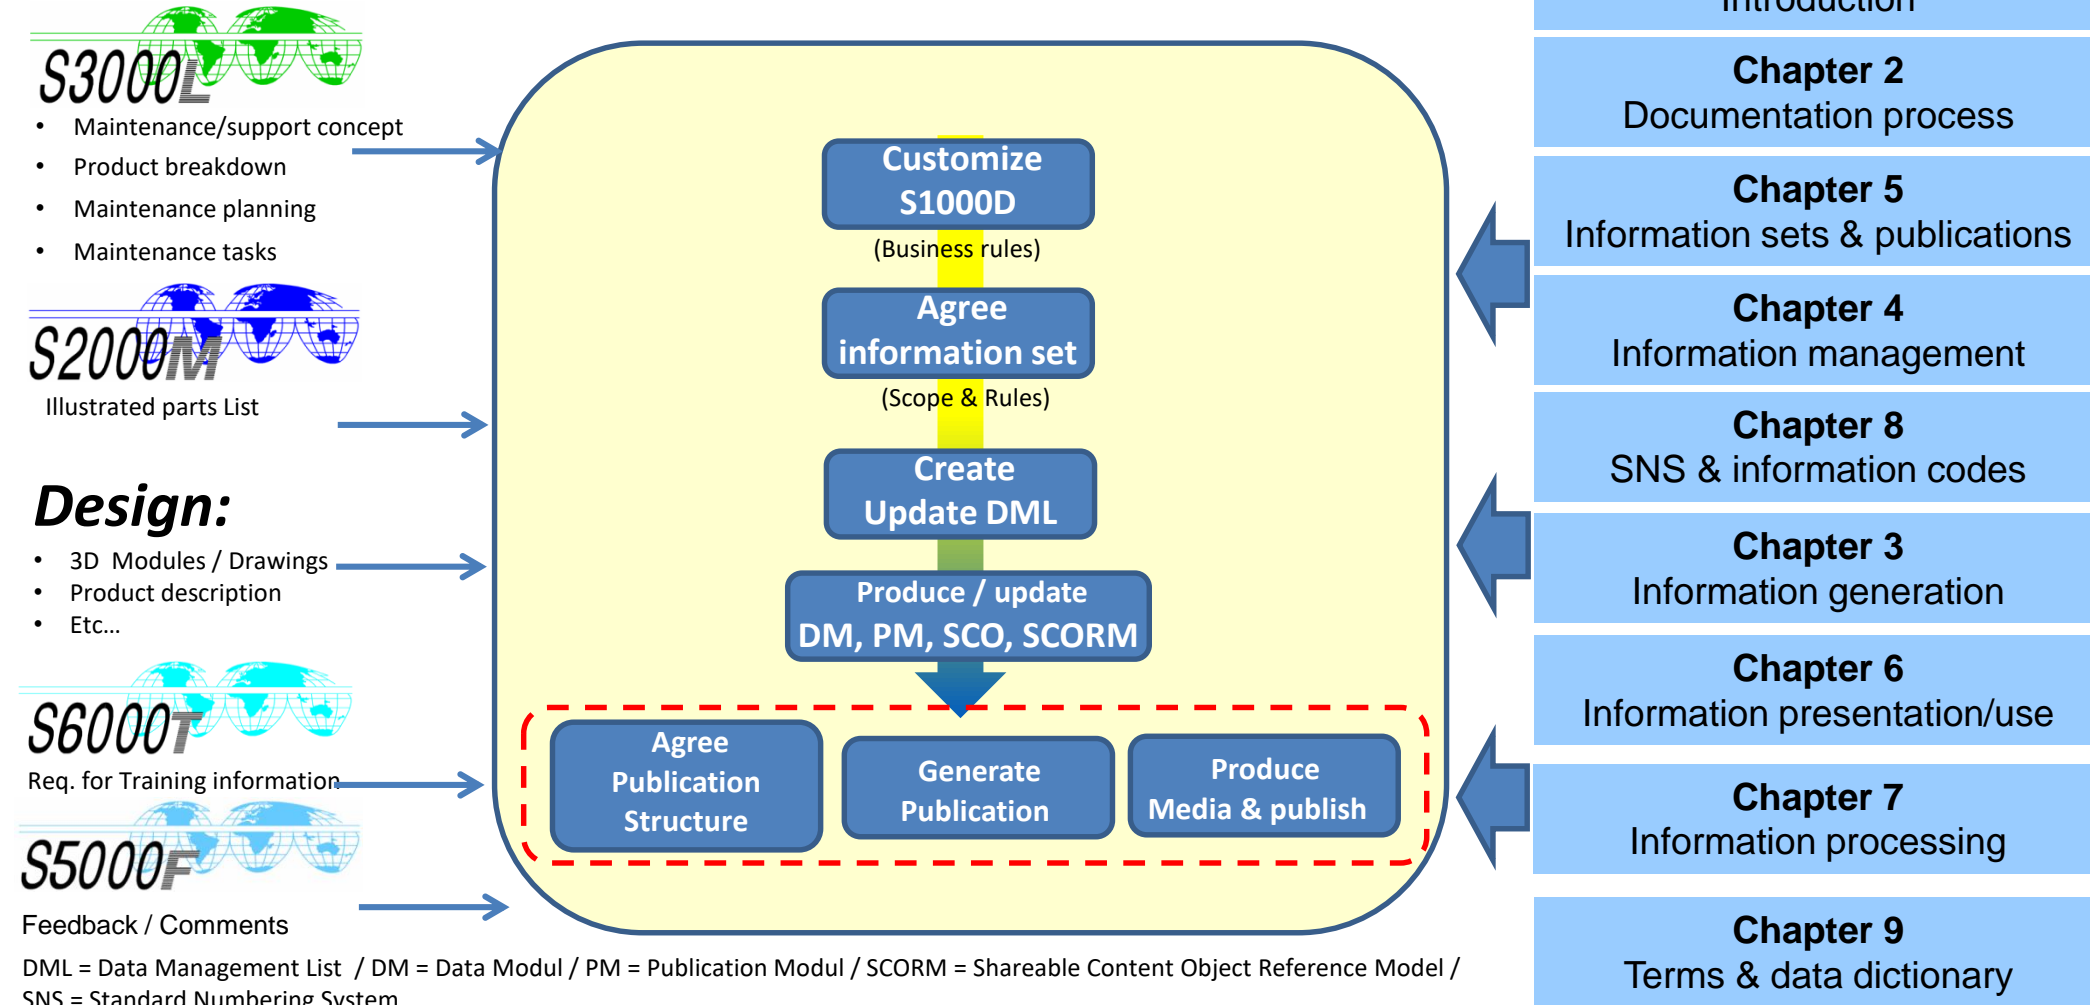 S3000L
• Maintenance/support concept
• Product breakdown
• Maintenance planning
• Maintenance tasks
S2000M
Illustrated parts List
Design:
• 3D Modules / Drawings
• Product description
• Etc...
S6000T
Req. for Training information
S5000F
Feedback / Comments
Customize
S1000D
(Business rules)
Agree
information set
(Scope & Rules)
Create
Update DML
Produce / update
DM, PM, SCO, SCORM
Agree
Publication
Structure
Generate
Publication
Produce
Media & publish
Introduction
Chapter 2
Documentation process
Chapter 5
Information sets & publications
Chapter 4
Information management
Chapter 8
SNS & information codes
Chapter 3
Information generation
Chapter 6
Information presentation/use
Chapter 7
Information processing
Chapter 9
Terms & data dictionary
DML = Data Management List / DM = Data Modul / PM = Publication Modul / SCORM = Shareable Content Object Reference Model /
SNS = Standard Numbering System